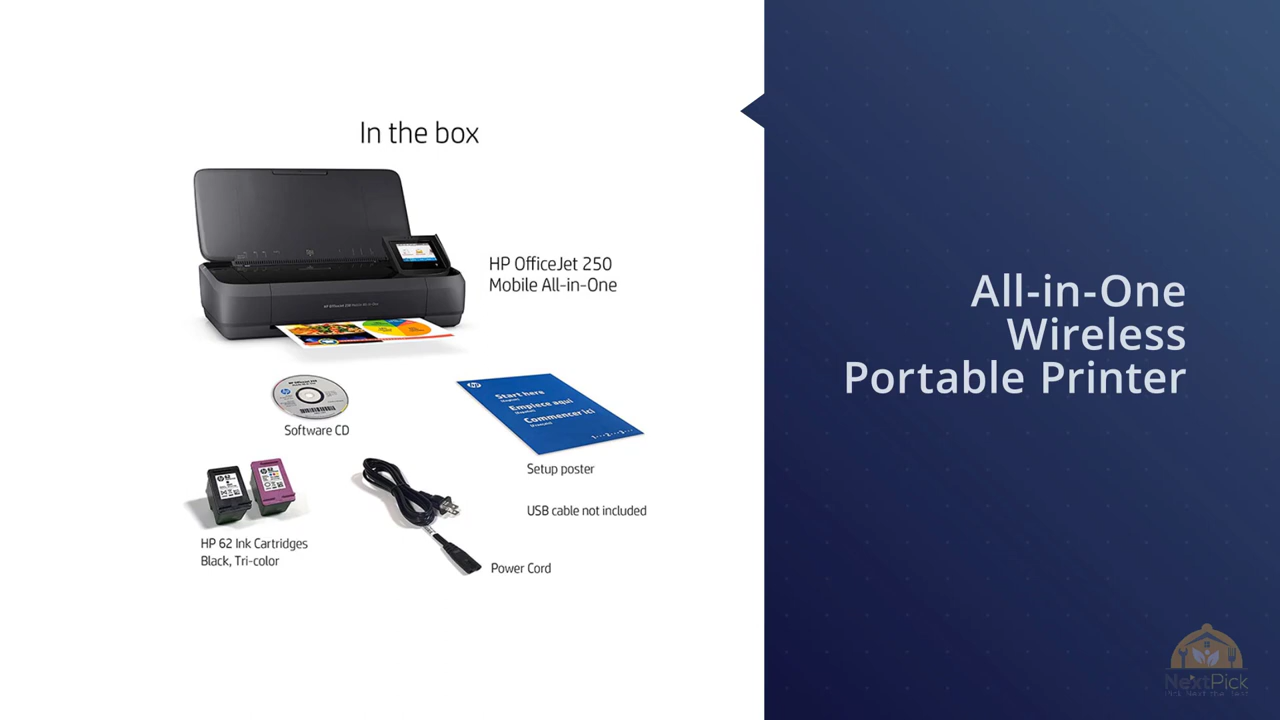 In the box
HP OfficeJet 250
Mobile All-in-One
Software CD
Start here
Empiece aquí
Commencer ici
Setup poster
USB cable not included
HP 62 Ink Cartridges
Black, Tri-color
Power Cord
All-in-One
Wireless
Portable Printer
NextPick